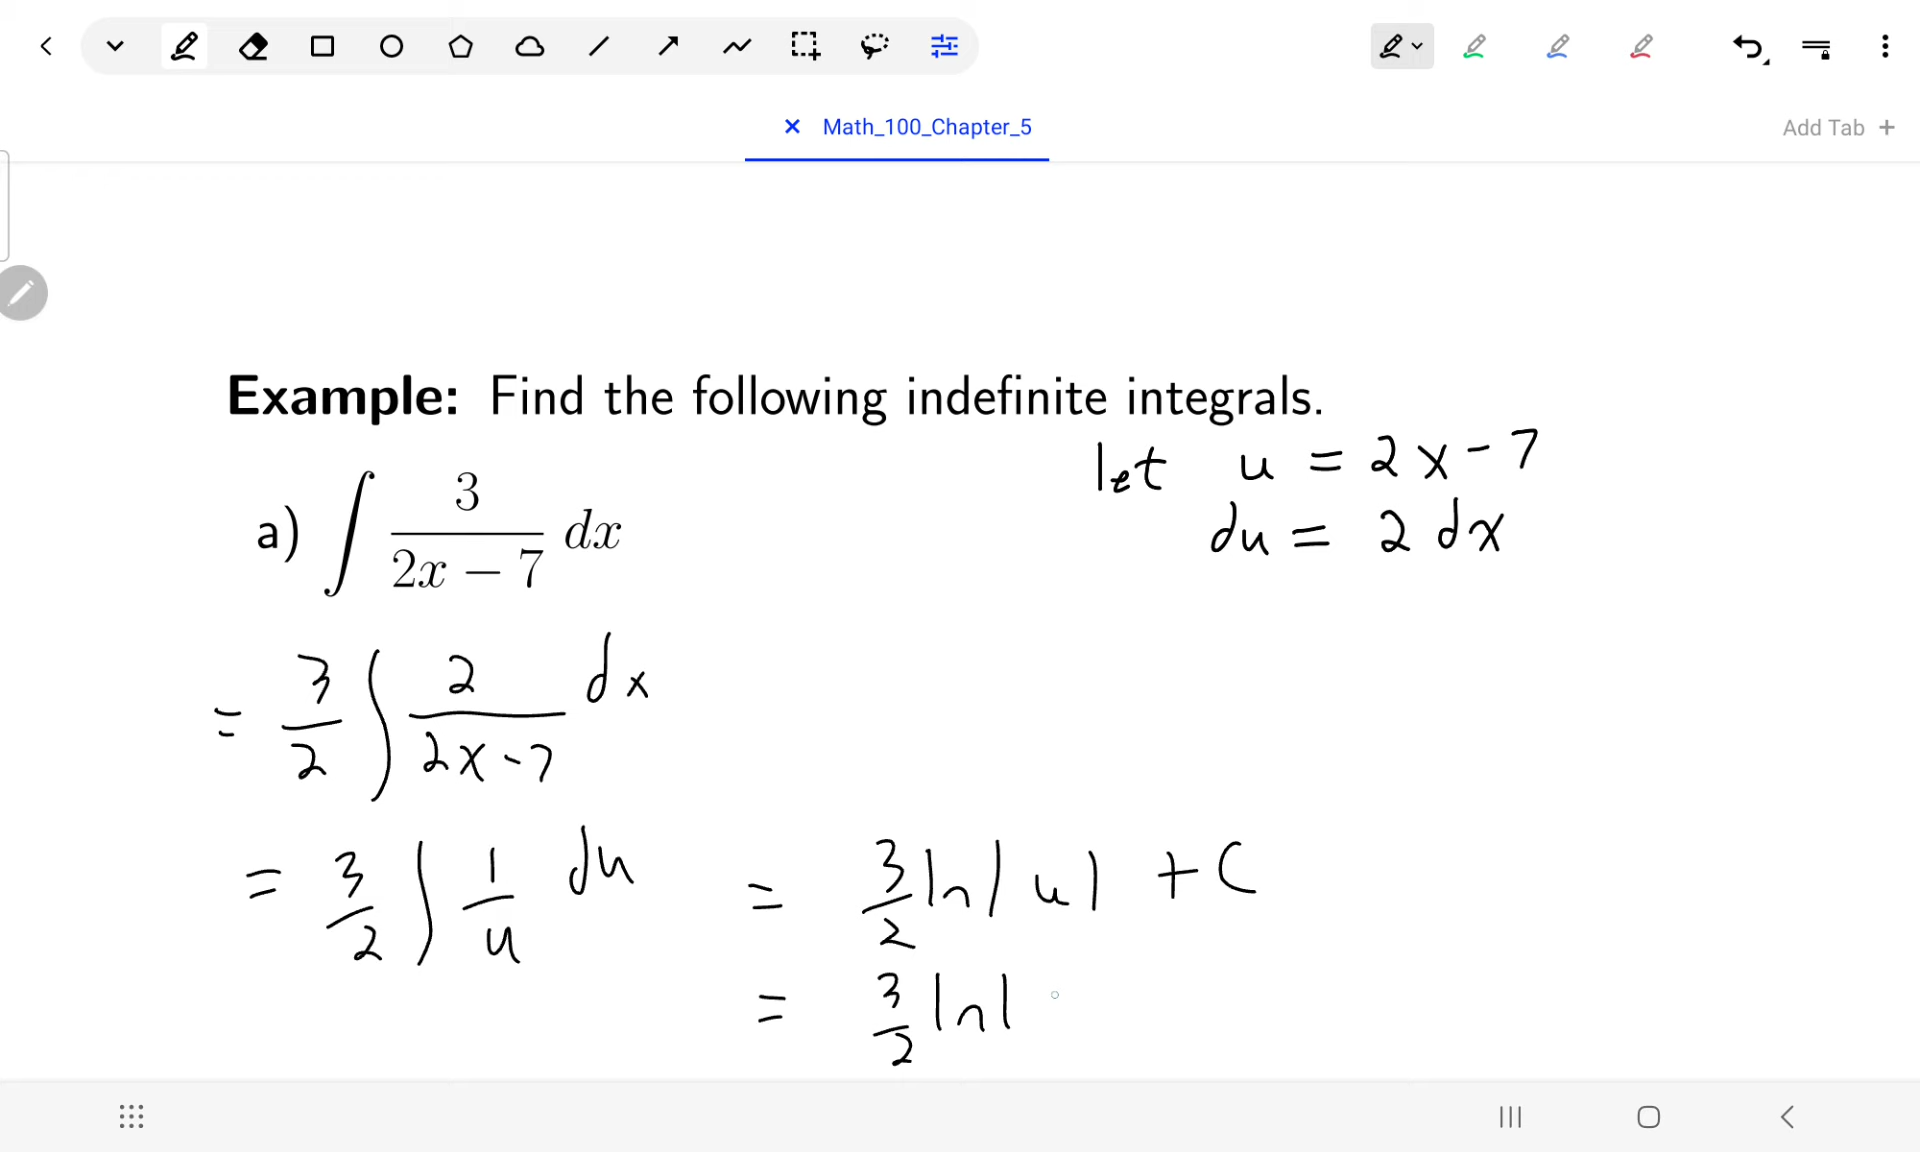 Math_100_Chapter_5
Add Tab +
Example: Find the following indefinite integrals.
let u = 2x - 7
du = 2 dx
a) ∫ 3/(2x − 7) dx
= 3/2 ∫ 2/(2x-7) dx
= 3/2 ∫ 1/u du = 3/2 ln|u| + C
= 3/2 ln|